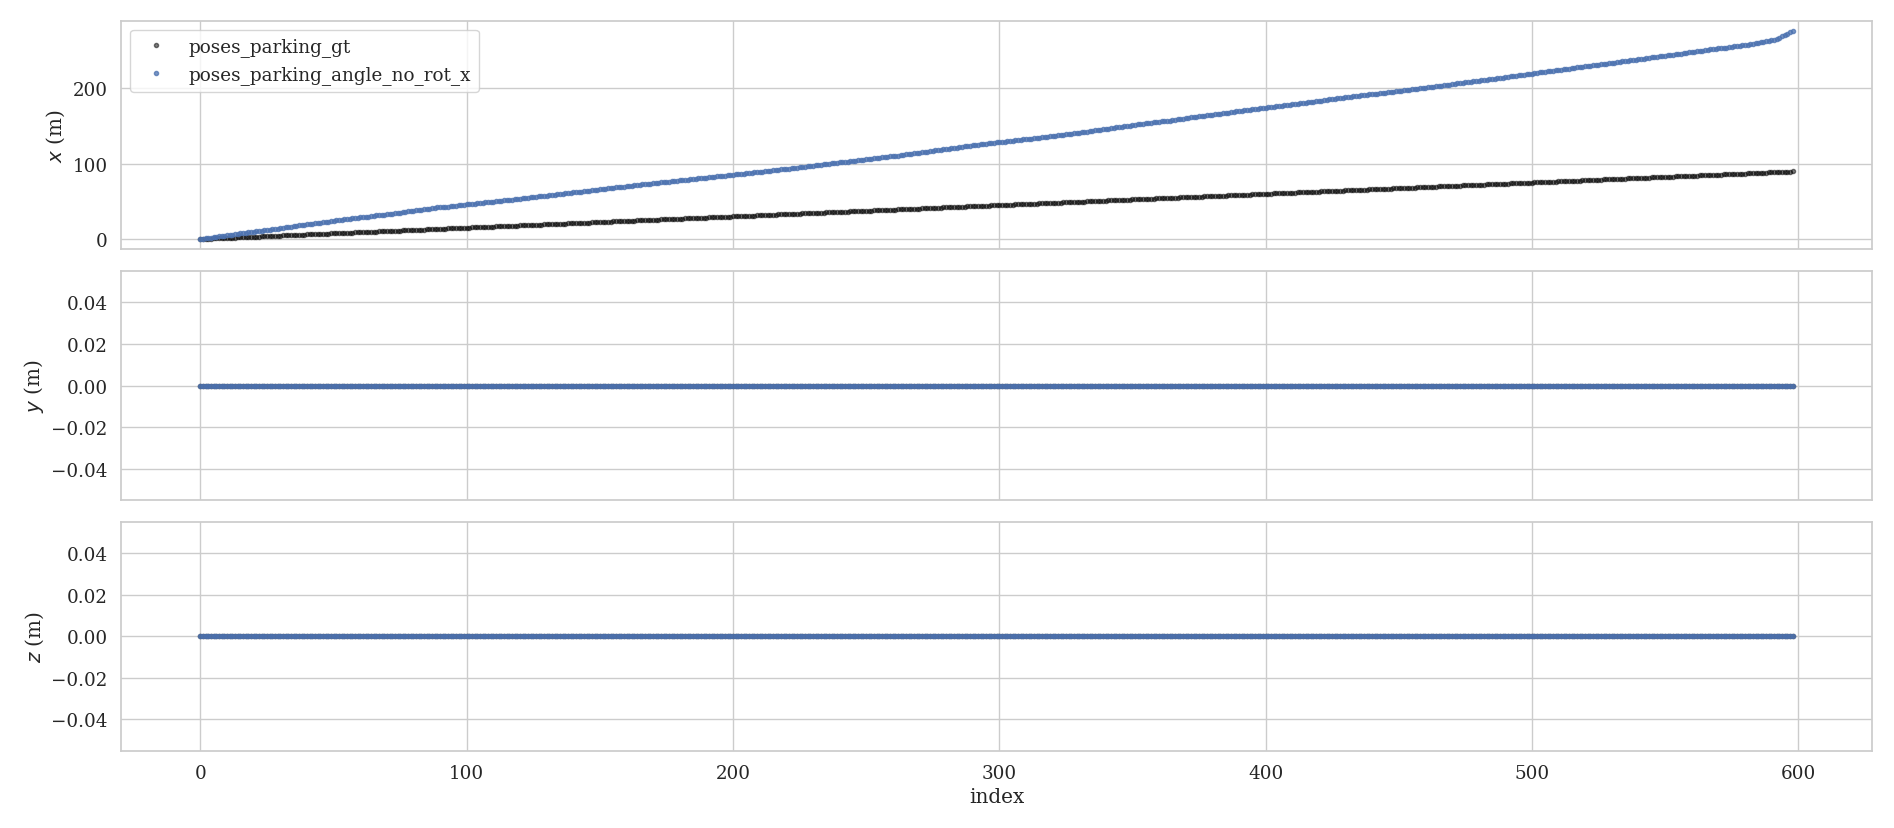 poses_parking_gt
poses_parking_angle_no_rot_x
200
100
0
x (m)
0.04
0.02
0.00
−0.02
−0.04
y (m)
0.04
0.02
0.00
−0.02
−0.04
z (m)
0 100 200 300 400 500 600
index